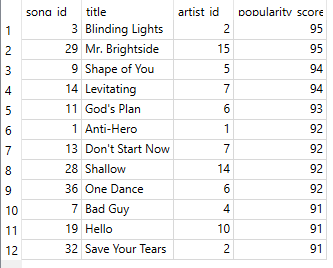 song_id title artist_id popularity_score
1 3 Blinding Lights 2 95
2 29 Mr. Brightside 15 95
3 9 Shape of You 5 94
4 14 Levitating 7 94
5 11 God's Plan 6 93
6 1 Anti-Hero 1 92
7 13 Don't Start Now 7 92
8 28 Shallow 14 92
9 36 One Dance 6 92
10 7 Bad Guy 4 91
11 19 Hello 10 91
12 32 Save Your Tears 2 91